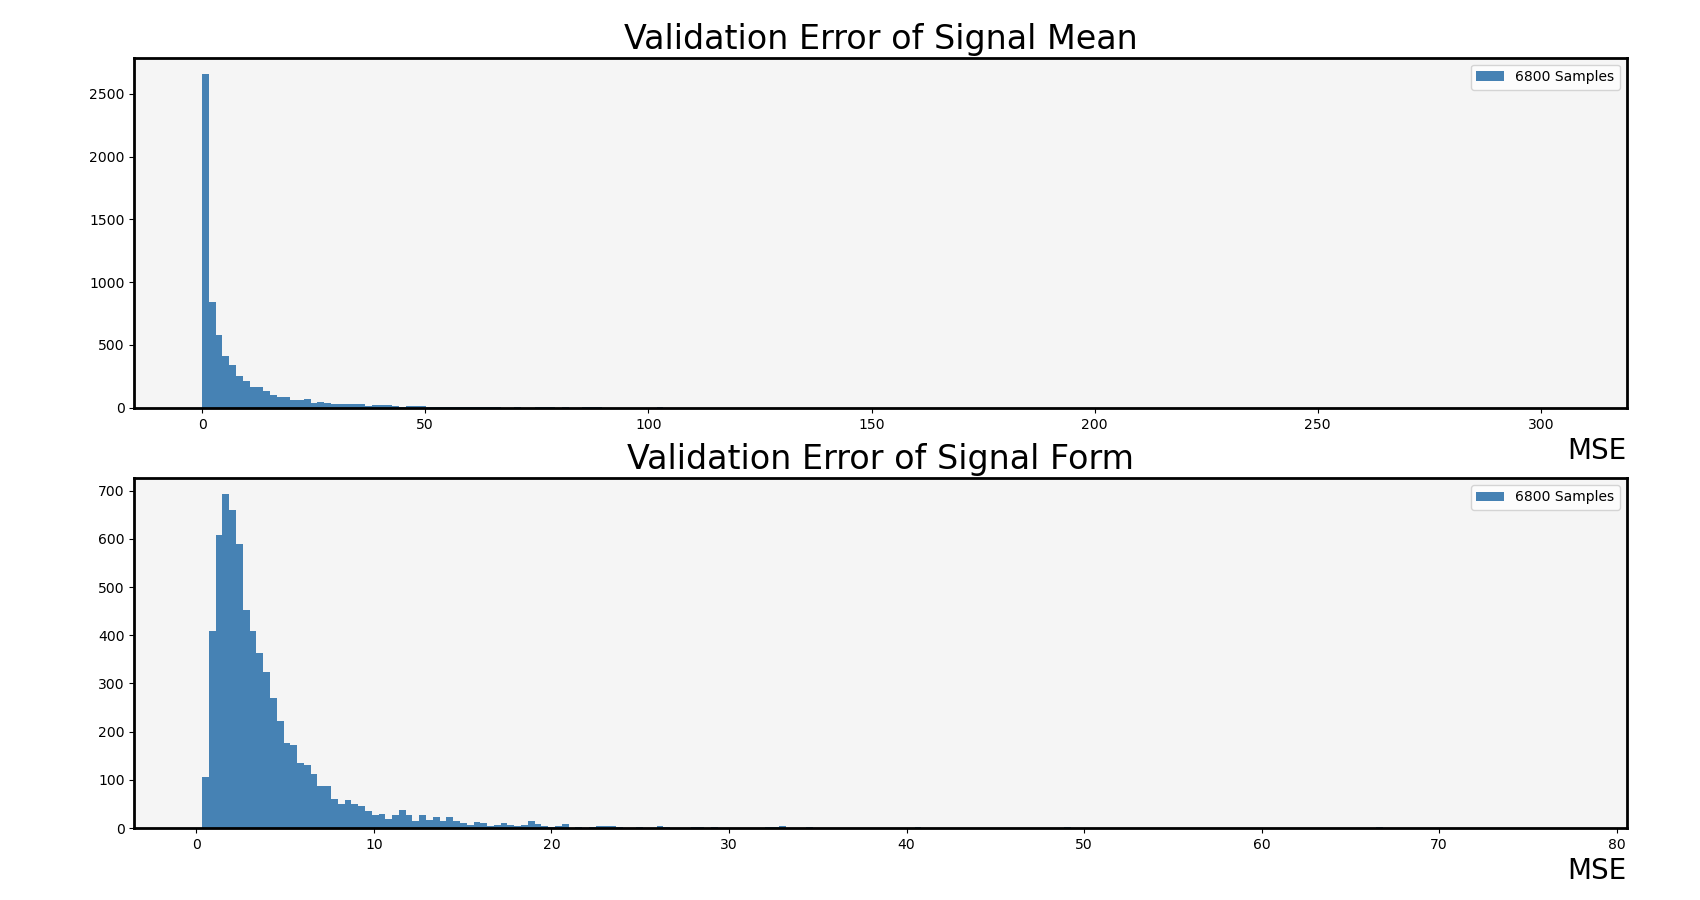 Validation Error of Signal Mean
6800 Samples
2500
2000
1500
1000
500
0
0 50 100 150 200 250 300
MSE
Validation Error of Signal Form
6800 Samples
700
600
500
400
300
200
100
0
0 10 20 30 40 50 60 70 80
MSE